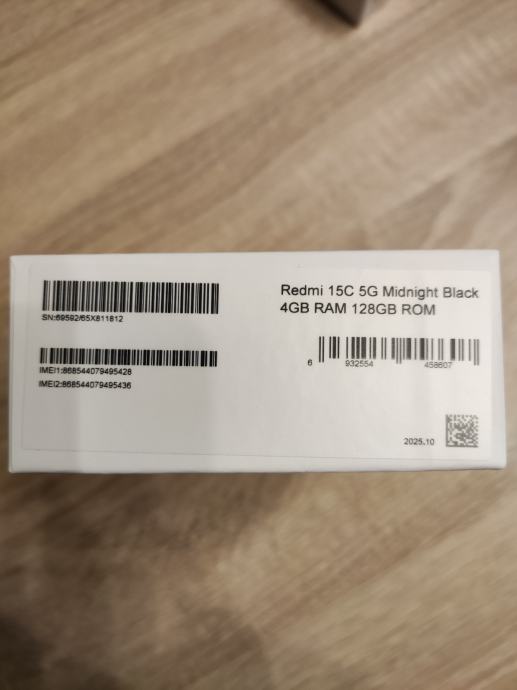 SN:69592/65X811812
IMEI1:868544079495428
IMEI2:868544079495436
Redmi 15C 5G Midnight Black
4GB RAM 128GB ROM
6 932554 458607
2025.10